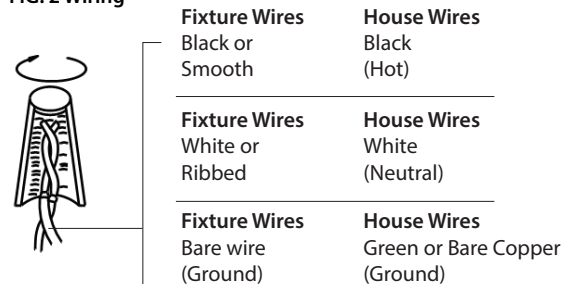 FIG. 2 Wiring
Fixture Wires House Wires
Black or Black
Smooth (Hot)
Fixture Wires House Wires
White or White
Ribbed (Neutral)
Fixture Wires House Wires
Bare wire Green or Bare Copper
(Ground) (Ground)